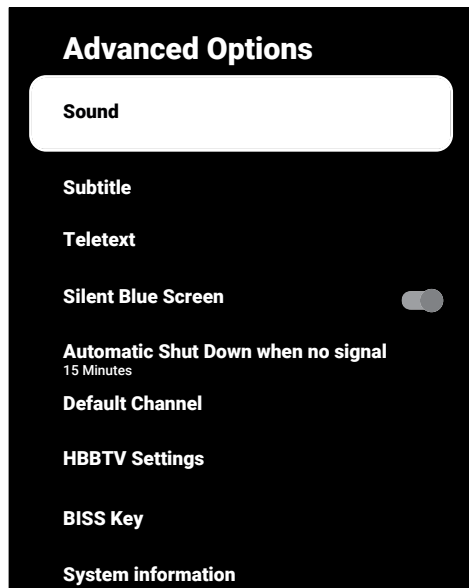 Advanced Options
Sound
Subtitle
Teletext
Silent Blue Screen
Automatic Shut Down when no signal
15 Minutes
Default Channel
HBBTV Settings
BISS Key
System information